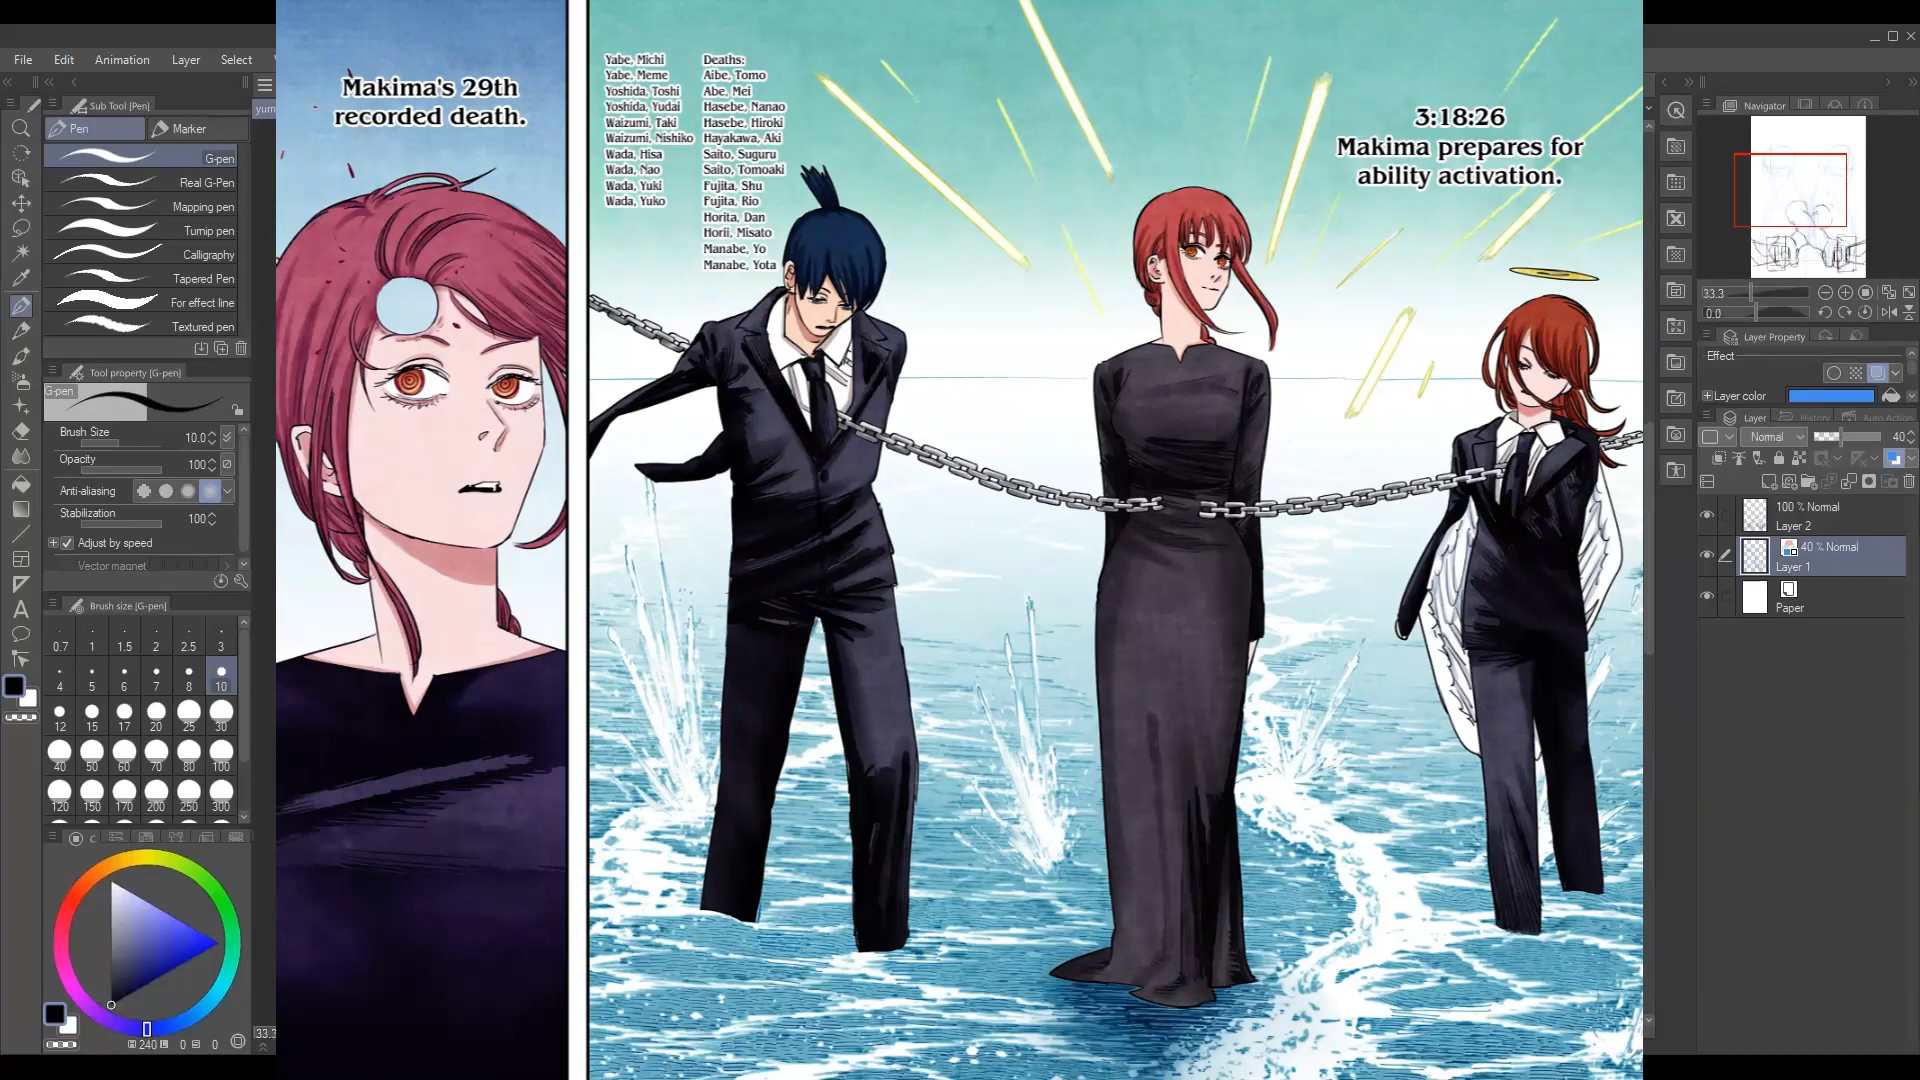 File Edit Animation Layer Select
Sub Tool [Pen]
Pen
Marker
G-pen
Real G-Pen
Mapping pen
Turnip pen
Calligraphy
Tapered Pen
For effect line
Textured pen
Tool property [G-pen]
G-pen
Brush Size 10.0
Opacity 100
Anti-aliasing
Stabilization 100
Adjust by speed
Vector magnet
Brush size [G-pen]
0.7 1 1.5 2 2.5 3
4 5 6 7 8 10
12 15 17 20 25 30
40 50 60 70 80 100
120 150 170 200 250 300
240 0 0
33.3
yum
Makima's 29th
recorded death.
Yabe, Michi
Yabe, Meme
Yoshida, Toshi
Yoshida, Yudai
Waizumi, Taki
Waizumi, Nishiko
Wada, Hisa
Wada, Nao
Wada, Yuki
Wada, Yuko
Deaths:
Aibe, Tomo
Abe, Mei
Hasebe, Nanao
Hasebe, Hiroki
Hayakawa, Aki
Saito, Suguru
Saito, Tomoaki
Fujita, Shu
Fujita, Rio
Horita, Dan
Horii, Misato
Manabe, Yo
Manabe, Yota
3:18:26
Makima prepares for
ability activation.
Navigator
33.3
0.0
Layer Property
Effect
Layer color
Layer History Auto Action
Normal 40
100 % Normal
Layer 2
40 % Normal
Layer 1
Paper